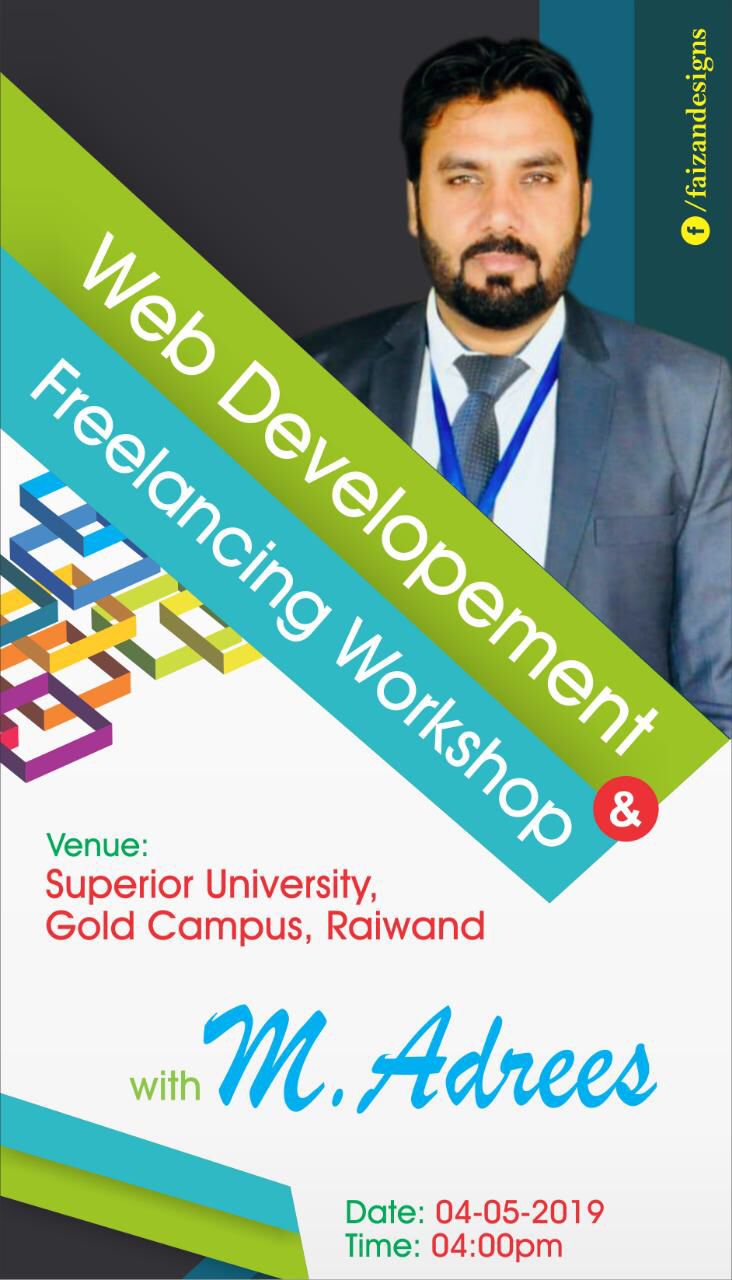 /faizandesigns
Web Developement
&
Freelancing Workshop
Venue:
Superior University,
Gold Campus, Raiwand
with M. Adrees
Date: 04-05-2019
Time: 04:00pm